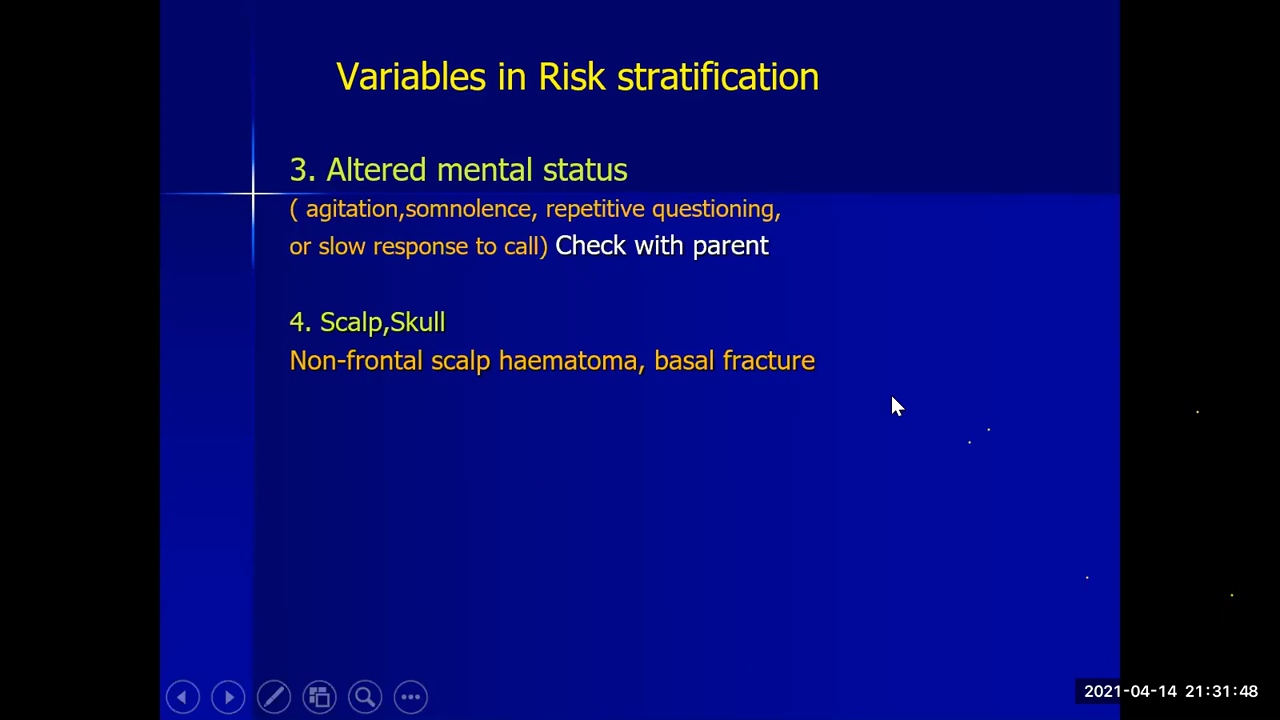 Variables in Risk stratification
3. Altered mental status
( agitation,somnolence, repetitive questioning,
or slow response to call) Check with parent
4. Scalp,Skull
Non-frontal scalp haematoma, basal fracture
2021-04-14 21:31:48